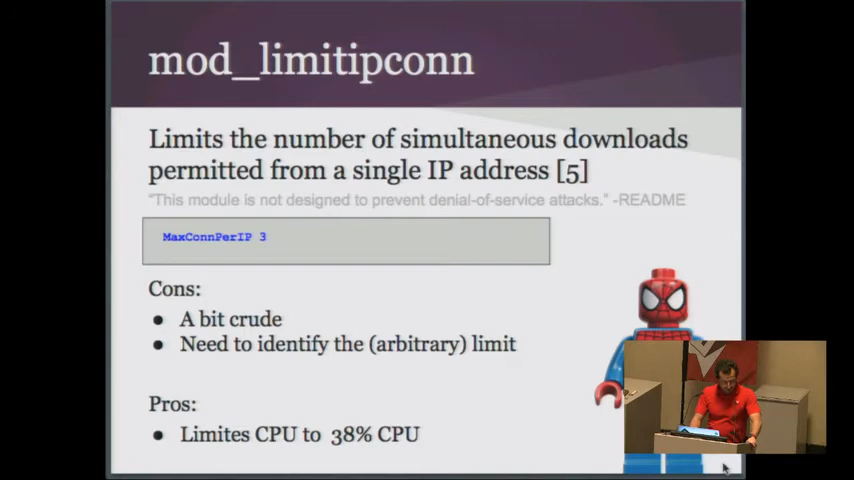 mod_limitipconn
Limits the number of simultaneous downloads
permitted from a single IP address [5]
“This module is not designed to prevent denial-of-service attacks.” -README
MaxConnPerIP 3
Cons:
● A bit crude
● Need to identify the (arbitrary) limit
Pros:
● Limites CPU to 38% CPU